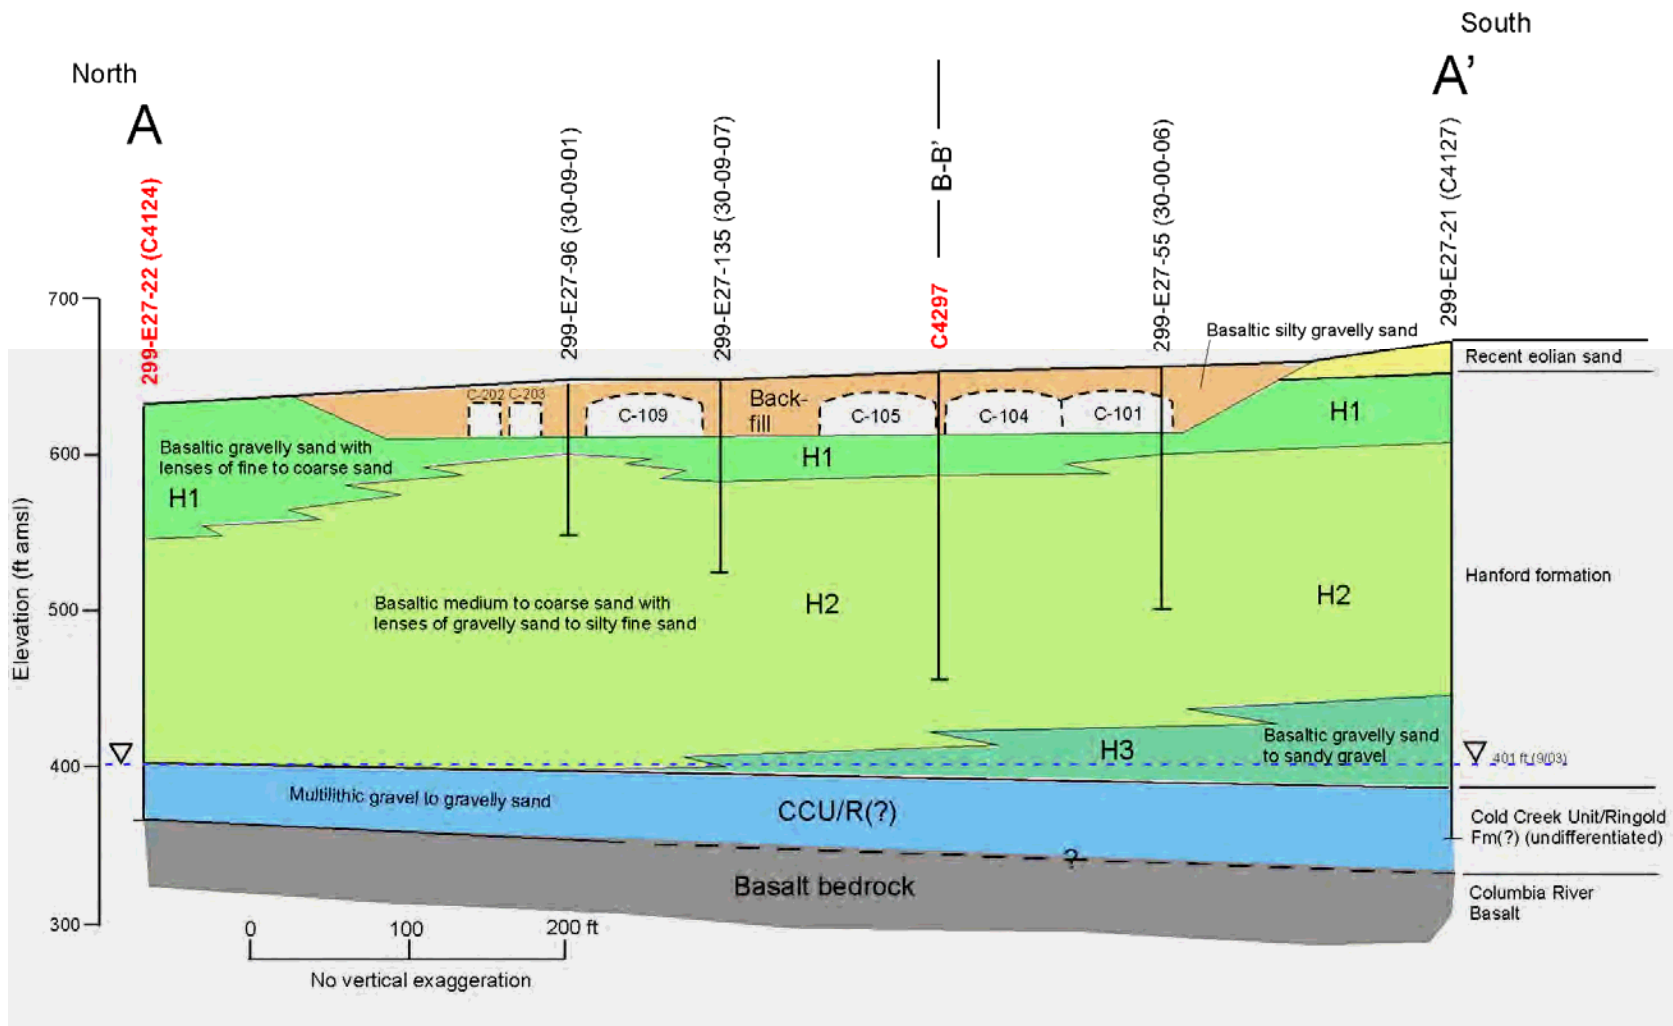 South
North
A
A'
299-E27-22 (C4124)
299-E27-96 (30-09-01)
299-E27-135 (30-09-07)
B-B'
C4297
299-E27-55 (30-00-06)
299-E27-21 (C4127)
700
600
500
400
300
Elevation (ft amsl)
Basaltic silty gravelly sand
Recent eolian sand
C-202
C-203
C-109
Back-
fill
C-105
C-104
C-101
H1
Basaltic gravelly sand with
lenses of fine to coarse sand
H1
H1
Hanford formation
Basaltic medium to coarse sand with
lenses of gravelly sand to silty fine sand
H2
H2
H3
Basaltic gravelly sand
to sandy gravel
401 ft (9/03)
Multilithic gravel to gravelly sand
CCU/R(?)
Cold Creek Unit/Ringold
Fm(?) (undifferentiated)
?
Basalt bedrock
Columbia River
Basalt
0
100
200 ft
No vertical exaggeration